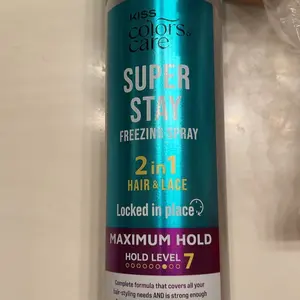 KISS
colors &
care
SUPER
STAY
FREEZING SPRAY
2 in 1
HAIR & LACE
Locked in place
MAXIMUM HOLD
HOLD LEVEL 7
Complete formula that covers all your
hair-styling needs AND is strong enough